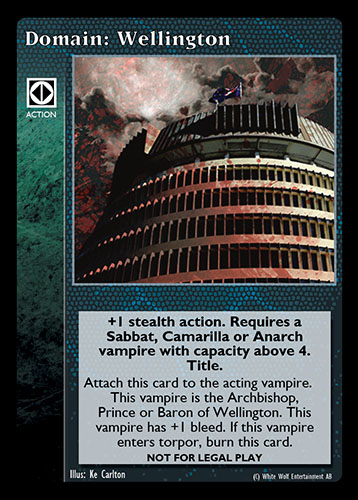 Domain: Wellington
ACTION
+1 stealth action. Requires a
Sabbat, Camarilla or Anarch
vampire with capacity above 4.
Title.
Attach this card to the acting vampire.
This vampire is the Archbishop,
Prince or Baron of Wellington. This
vampire has +1 bleed. If this vampire
enters torpor, burn this card.
NOT FOR LEGAL PLAY
Illus: Ke Carlton
(C) White Wolf Entertainment AB